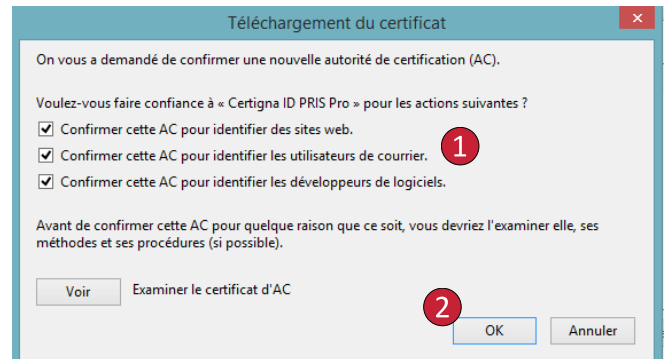 Téléchargement du certificat
×
On vous a demandé de confirmer une nouvelle autorité de certification (AC).
Voulez-vous faire confiance à « Certigna ID PRIS Pro » pour les actions suivantes ?
Confirmer cette AC pour identifier des sites web.
Confirmer cette AC pour identifier les utilisateurs de courrier.
1
Confirmer cette AC pour identifier les développeurs de logiciels.
Avant de confirmer cette AC pour quelque raison que ce soit, vous devriez l'examiner elle, ses
méthodes et ses procédures (si possible).
Voir Examiner le certificat d'AC
2
OK Annuler